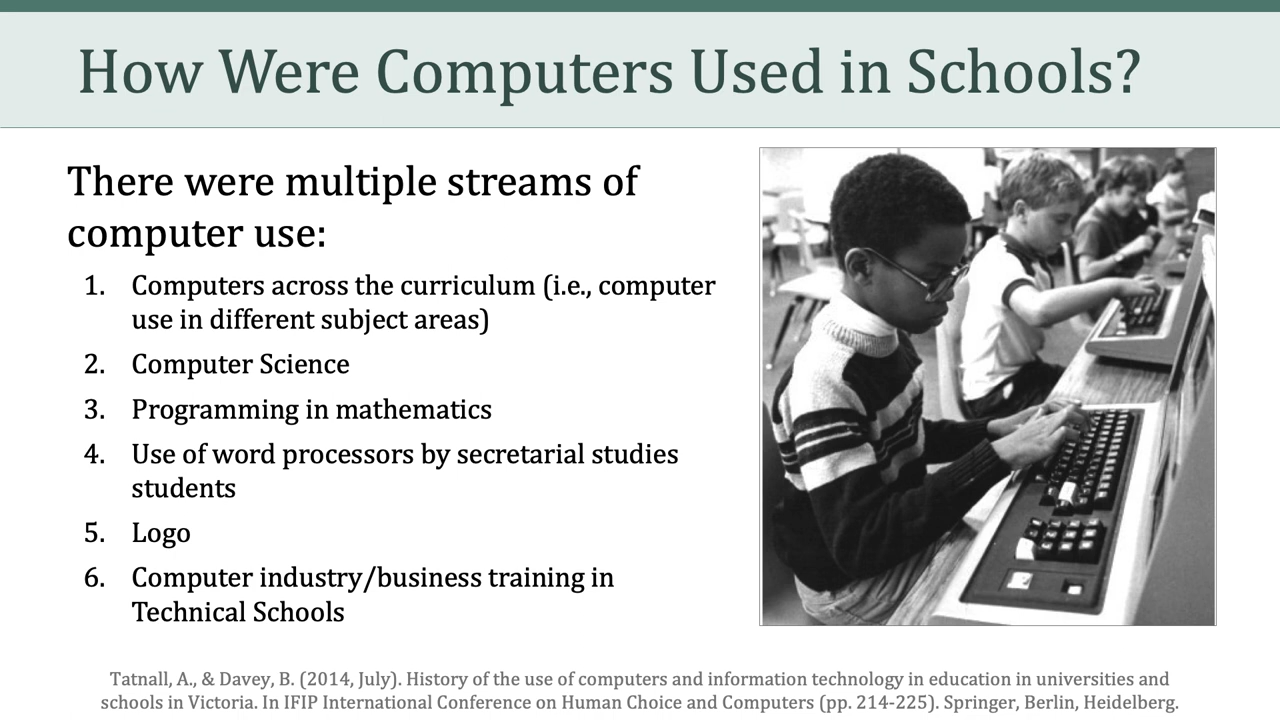 How Were Computers Used in Schools?
There were multiple streams of
computer use:
1. Computers across the curriculum (i.e., computer
use in different subject areas)
2. Computer Science
3. Programming in mathematics
4. Use of word processors by secretarial studies
students
5. Logo
6. Computer industry/business training in
Technical Schools
Tatnall, A., & Davey, B. (2014, July). History of the use of computers and information technology in education in universities and
schools in Victoria. In IFIP International Conference on Human Choice and Computers (pp. 214-225). Springer, Berlin, Heidelberg.